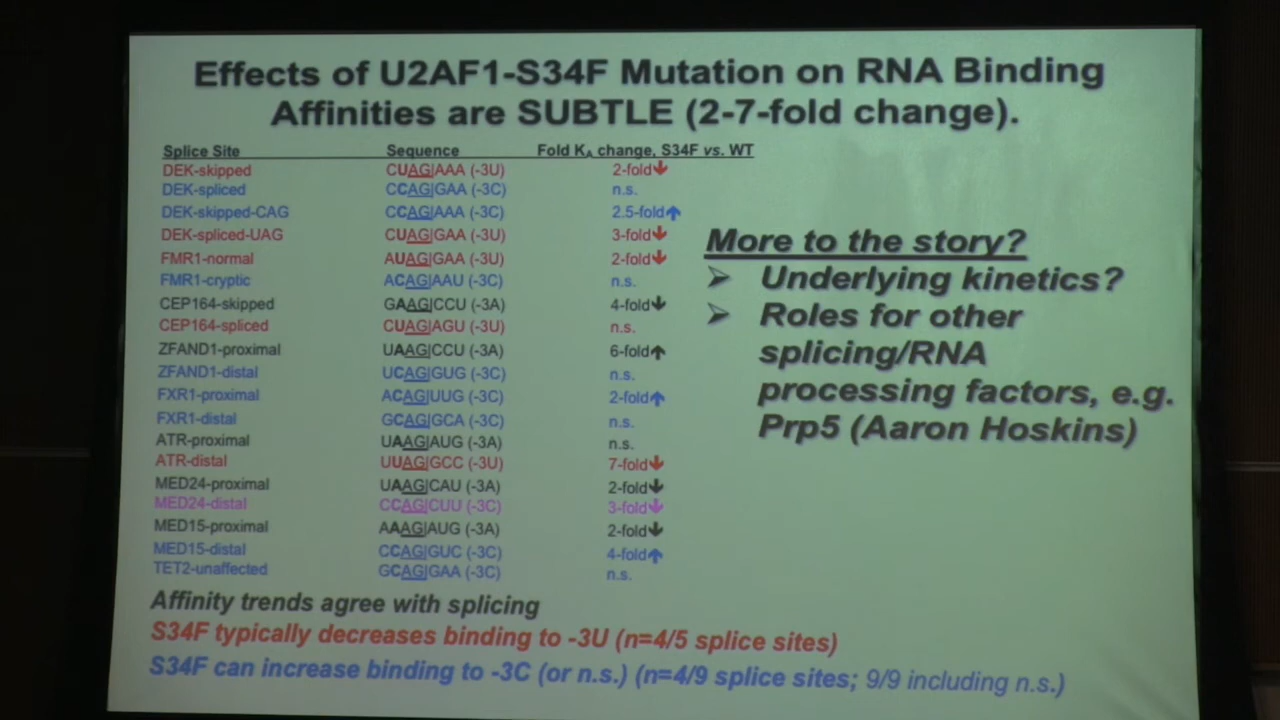 Effects of U2AF1-S34F Mutation on RNA Binding
Affinities are SUBTLE (2-7-fold change).
Splice Site Sequence Fold KA change, S34F vs. WT
DEK-skipped CUAG|AAA (-3U) 2-fold↓
DEK-spliced CCAG|GAA (-3C) n.s.
DEK-skipped-CAG CCAG|AAA (-3C) 2.5-fold↑
DEK-spliced-UAG CUAG|GAA (-3U) 3-fold↓
FMR1-normal AUAG|GAA (-3U) 2-fold↓
FMR1-cryptic ACAG|AAU (-3C) n.s.
CEP164-skipped GAAG|CCU (-3A) 4-fold↓
CEP164-spliced CUAG|AGU (-3U) n.s.
ZFAND1-proximal UAAG|CCU (-3A) 6-fold↑
ZFAND1-distal UCAG|GUG (-3C) n.s.
FXR1-proximal ACAG|UUG (-3C) 2-fold↑
FXR1-distal GCAG|GCA (-3C) n.s.
ATR-proximal UAAG|AUG (-3A) n.s.
ATR-distal UUAG|GCC (-3U) 7-fold↓
MED24-proximal UAAG|CAU (-3A) 2-fold↓
MED24-distal CCAG|CUU (-3C) 3-fold↓
MED15-proximal AAAG|AUG (-3A) 2-fold↓
MED15-distal CCAG|GUC (-3C) 4-fold↑
TET2-unaffected GCAG|GAA (-3C) n.s.
Affinity trends agree with splicing
S34F typically decreases binding to -3U (n=4/5 splice sites)
S34F can increase binding to -3C (or n.s.) (n=4/9 splice sites; 9/9 including n.s.)
More to the story?
➢ Underlying kinetics?
➢ Roles for other
splicing/RNA
processing factors, e.g.
Prp5 (Aaron Hoskins)